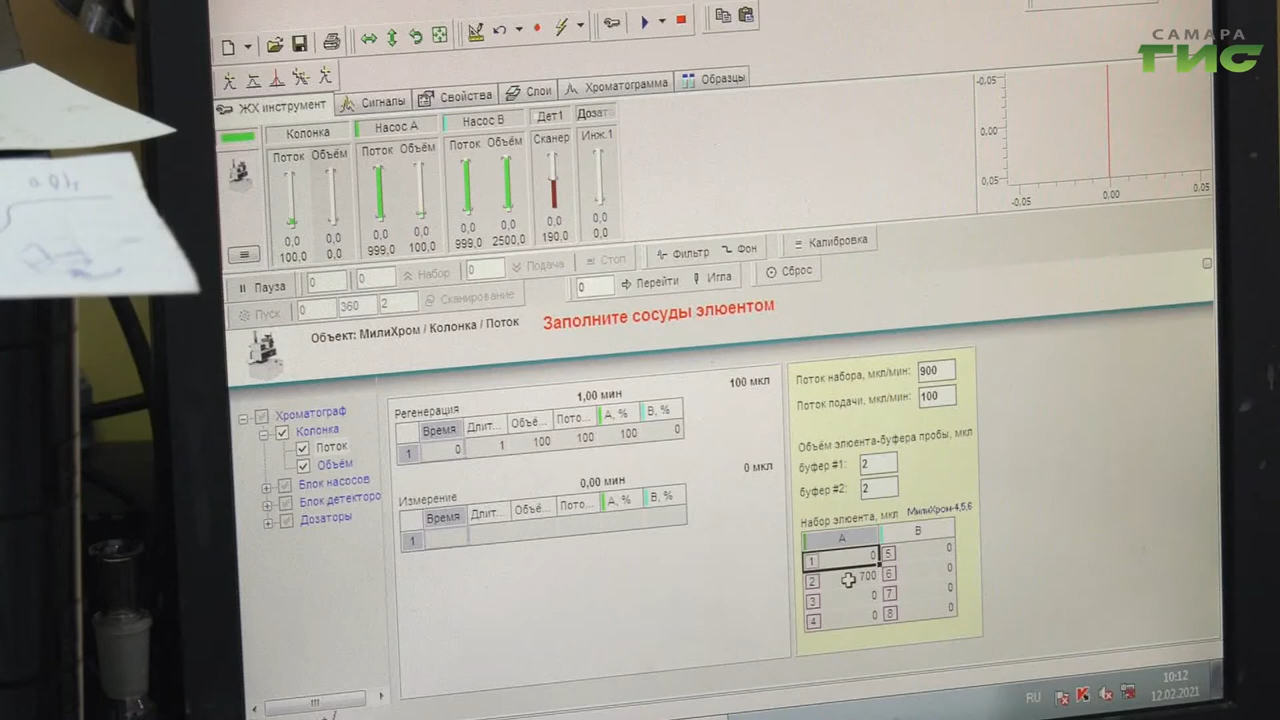 САМАРА
ГИС
ЖХ инструмент Сигналы Свойства Слои Хроматограмма Образцы
Колонка Насос А Насос В Дет1 Дозат
Поток Объём Поток Объём Поток Объём Сканер Инж.1
0,0 0,0 0,0 0,0 0,0 0,0 0,0 0,0
100,0 0,0 999,0 100,0 999,0 2500,0 190,0 0,0
-0.05
0.00
0,05
-0.05 0,00 0,05
Пауза 0 0 Набор 0 Подача Стоп Фильтр Фон Калибровка
Пуск 0 360 2 Сканирование 0 Перейти Игла Сброс
Объект: МилиХром / Колонка / Поток
Заполните сосуды элюентом
Хроматограф
Колонка
Поток
Объём
Блок насосов
Блок детекторо
Дозаторы
1,00 мин 100 мкл
Регенерация
Время Длит... Объё... Пото... А, % В, %
1 0 1 100 100 100 0
0,00 мин 0 мкл
Измерение
Время Длит... Объё... Пото... А, % В, %
1
Поток набора, мкл/мин: 900
Поток подачи, мкл/мин: 100
Объём элюента-буфера пробы, мкл
буфер #1: 2
буфер #2: 2
Набор элюента, мкл МилиХром-4,5,6
А В
1 0 5 0
2 700 6 0
3 0 7 0
4 0 8 0
RU
10:12
12.02.2021